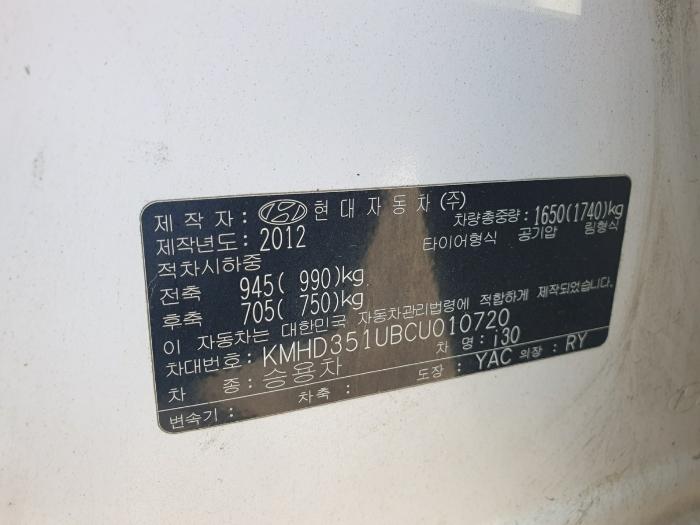 제작자: 현대자동차(주) 차량총중량: 1650(1740)kg
제작년도: 2012 타이어형식 공기압 림형식
적차시하중
전축 945( 990)kg
후축 705( 750)kg
이 자동차는 대한민국 자동차관리법령에 적합하게 제작되었습니다.
차대번호: KMHD351UBCU010720 차명: i30
차종: 승용차 도장: YAC 의장: RY
변속기: 차축: